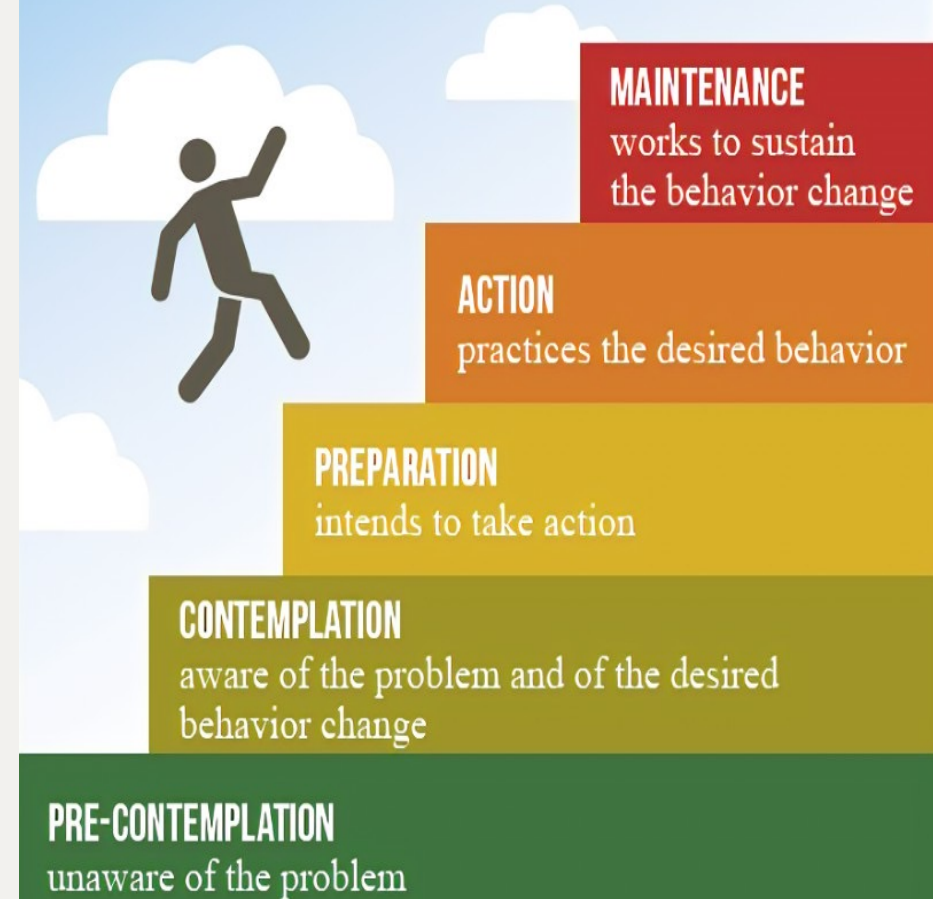 MAINTENANCE
works to sustain
the behavior change
ACTION
practices the desired behavior
PREPARATION
intends to take action
CONTEMPLATION
aware of the problem and of the desired
behavior change
PRE-CONTEMPLATION
unaware of the problem